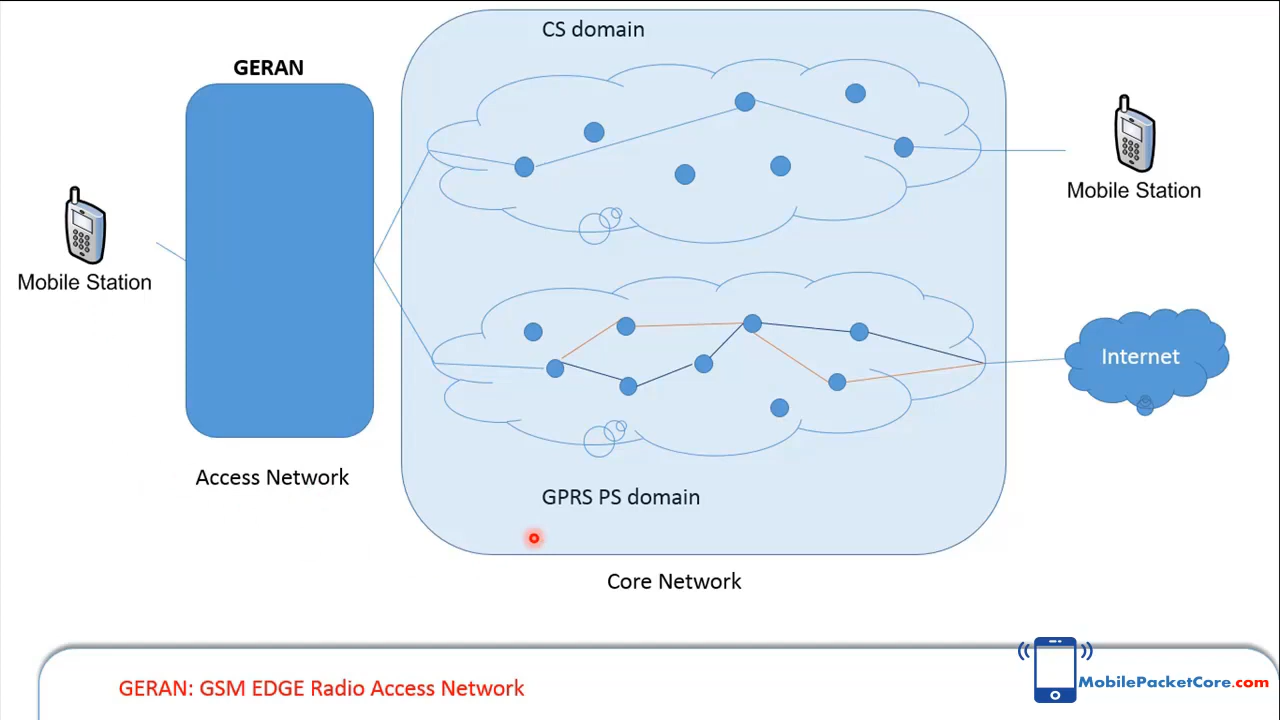 CS domain
GERAN
Mobile Station
Mobile Station
Internet
Access Network
GPRS PS domain
Core Network
GERAN: GSM EDGE Radio Access Network
MobilePacketCore.com